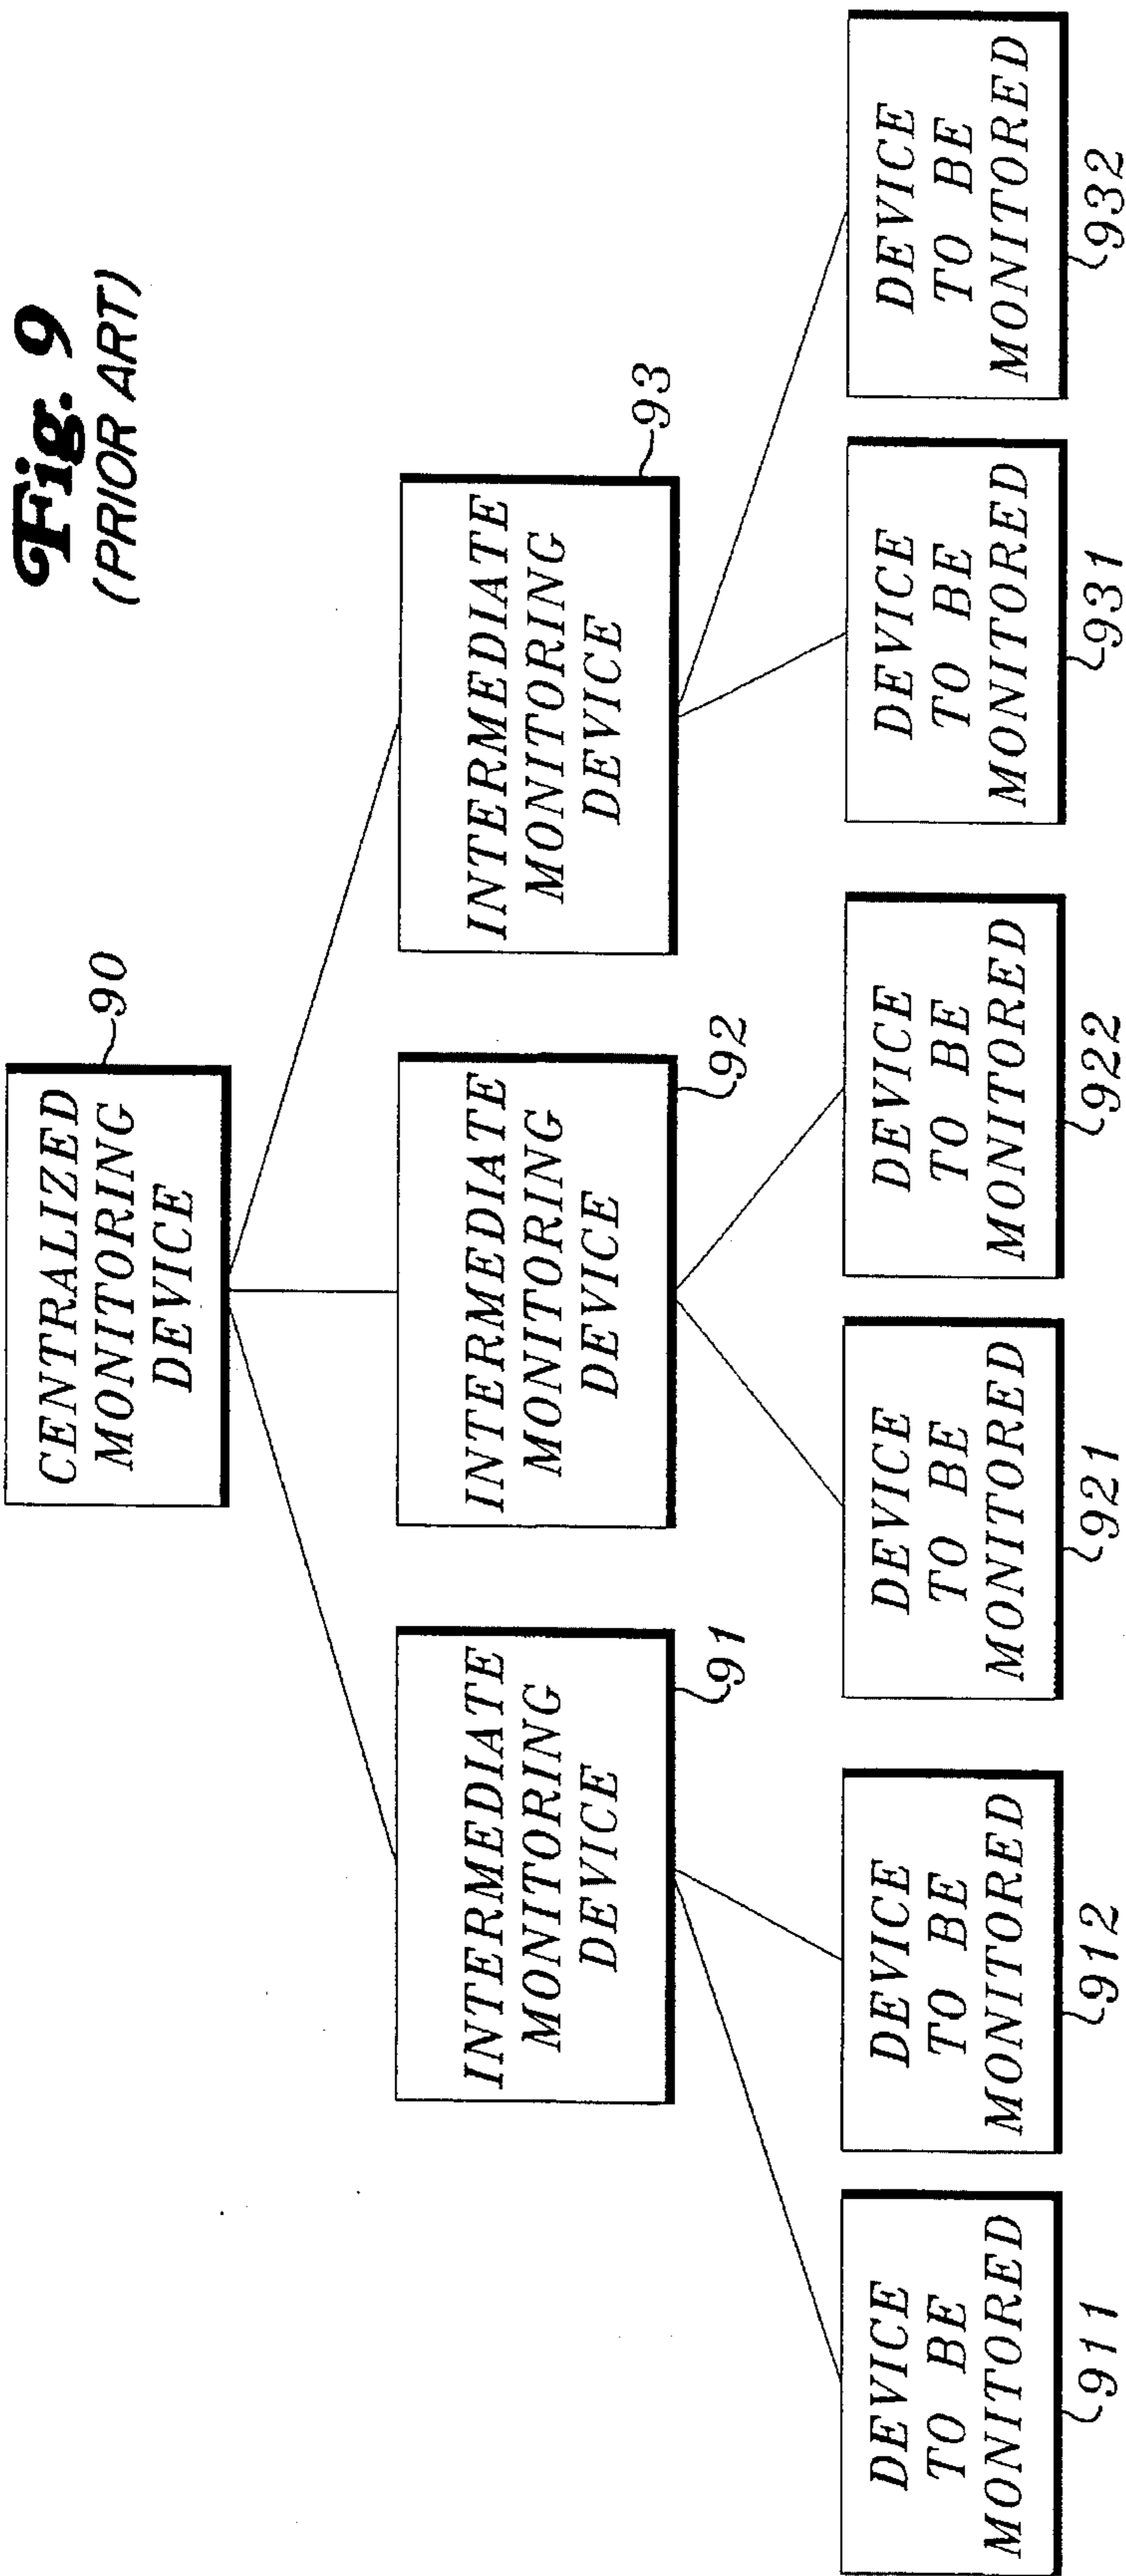 Fig. 9
(PRIOR ART)
CENTRALIZED
MONITORING
DEVICE
90
INTERMEDIATE
MONITORING
DEVICE
91
INTERMEDIATE
MONITORING
DEVICE
92
INTERMEDIATE
MONITORING
DEVICE
93
DEVICE
TO BE
MONITORED
911
DEVICE
TO BE
MONITORED
912
DEVICE
TO BE
MONITORED
921
DEVICE
TO BE
MONITORED
922
DEVICE
TO BE
MONITORED
931
DEVICE
TO BE
MONITORED
932